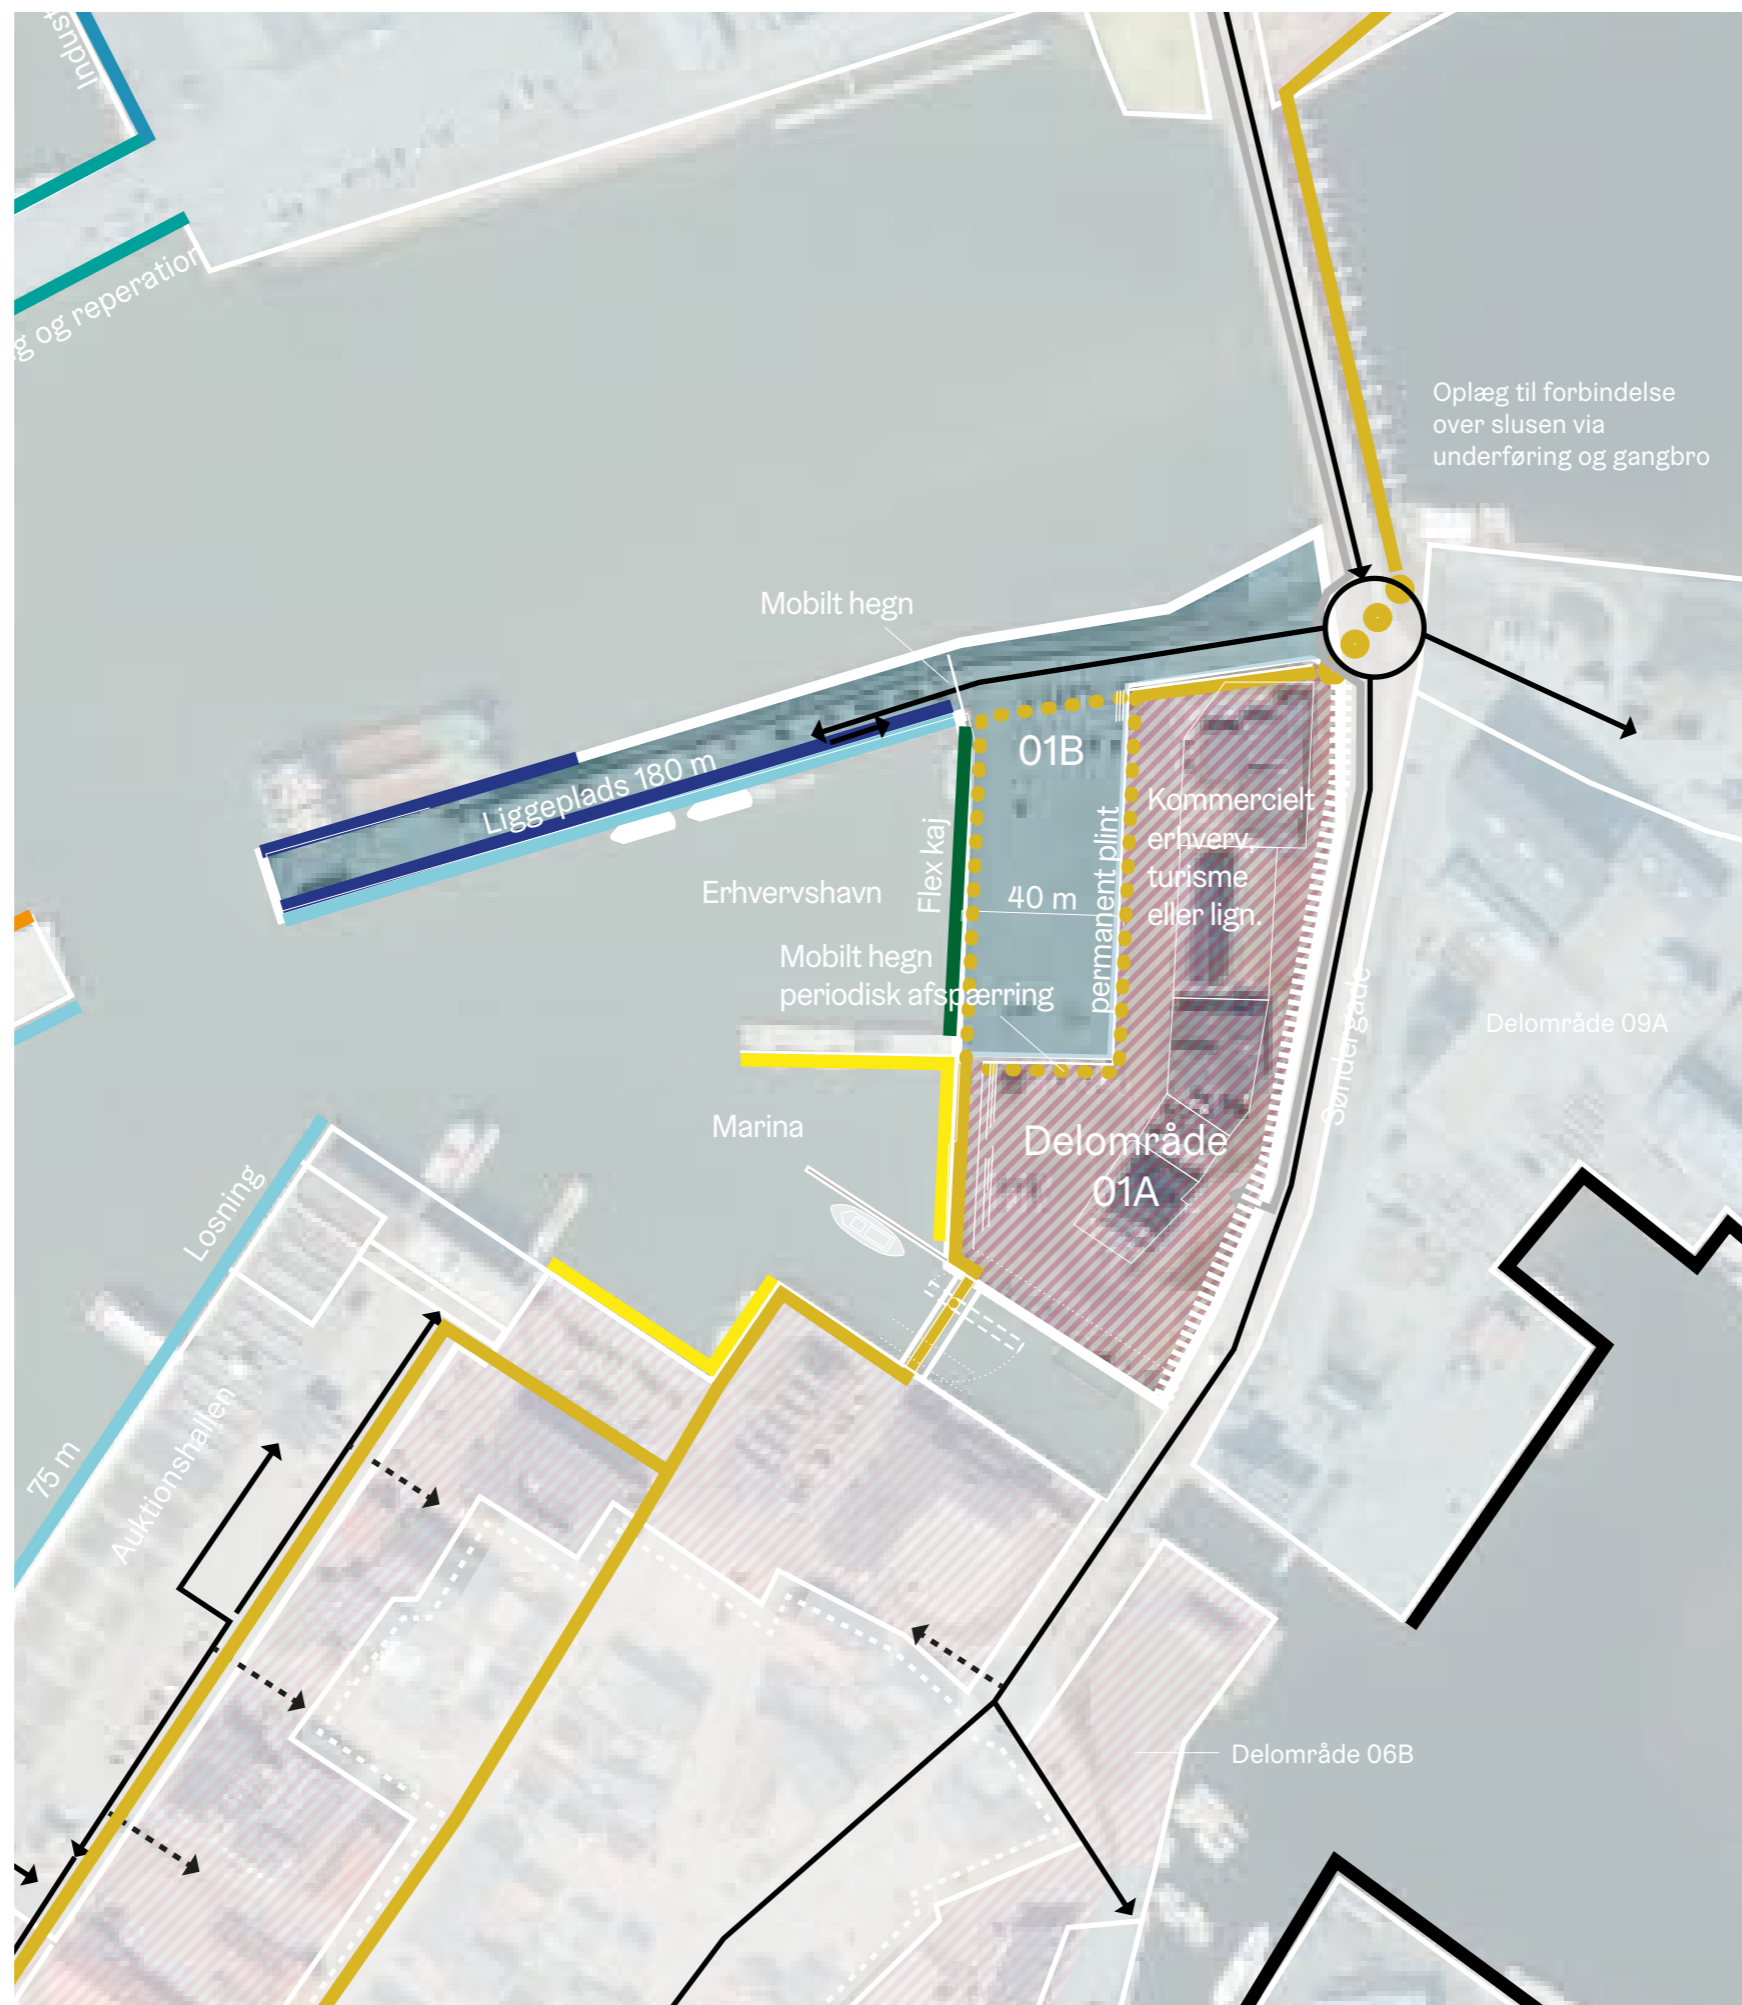 Indust
g og reperation
Oplæg til forbindelse
over slusen via
underføring og gangbro
Mobilt hegn
01B
Liggeplads 180 m
Kommercielt
erhverv,
turisme
eller lign.
Flex kaj
Erhvervshavn
40 m
permanent plint
Mobilt hegn
periodisk afspærring
Søndergade
Delområde 09A
Marina
Delområde
01A
Losning
75 m
Auktionshallen
Delområde 06B